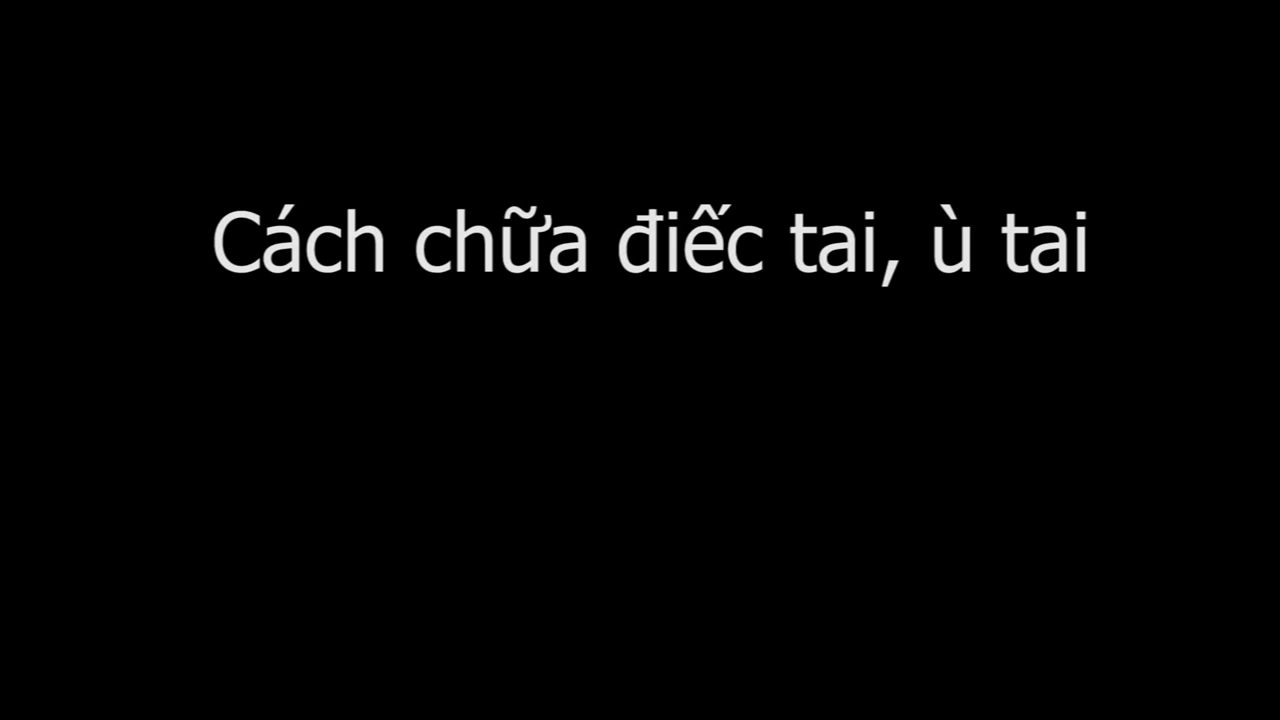 Cách chữa điếc tai, ù tai